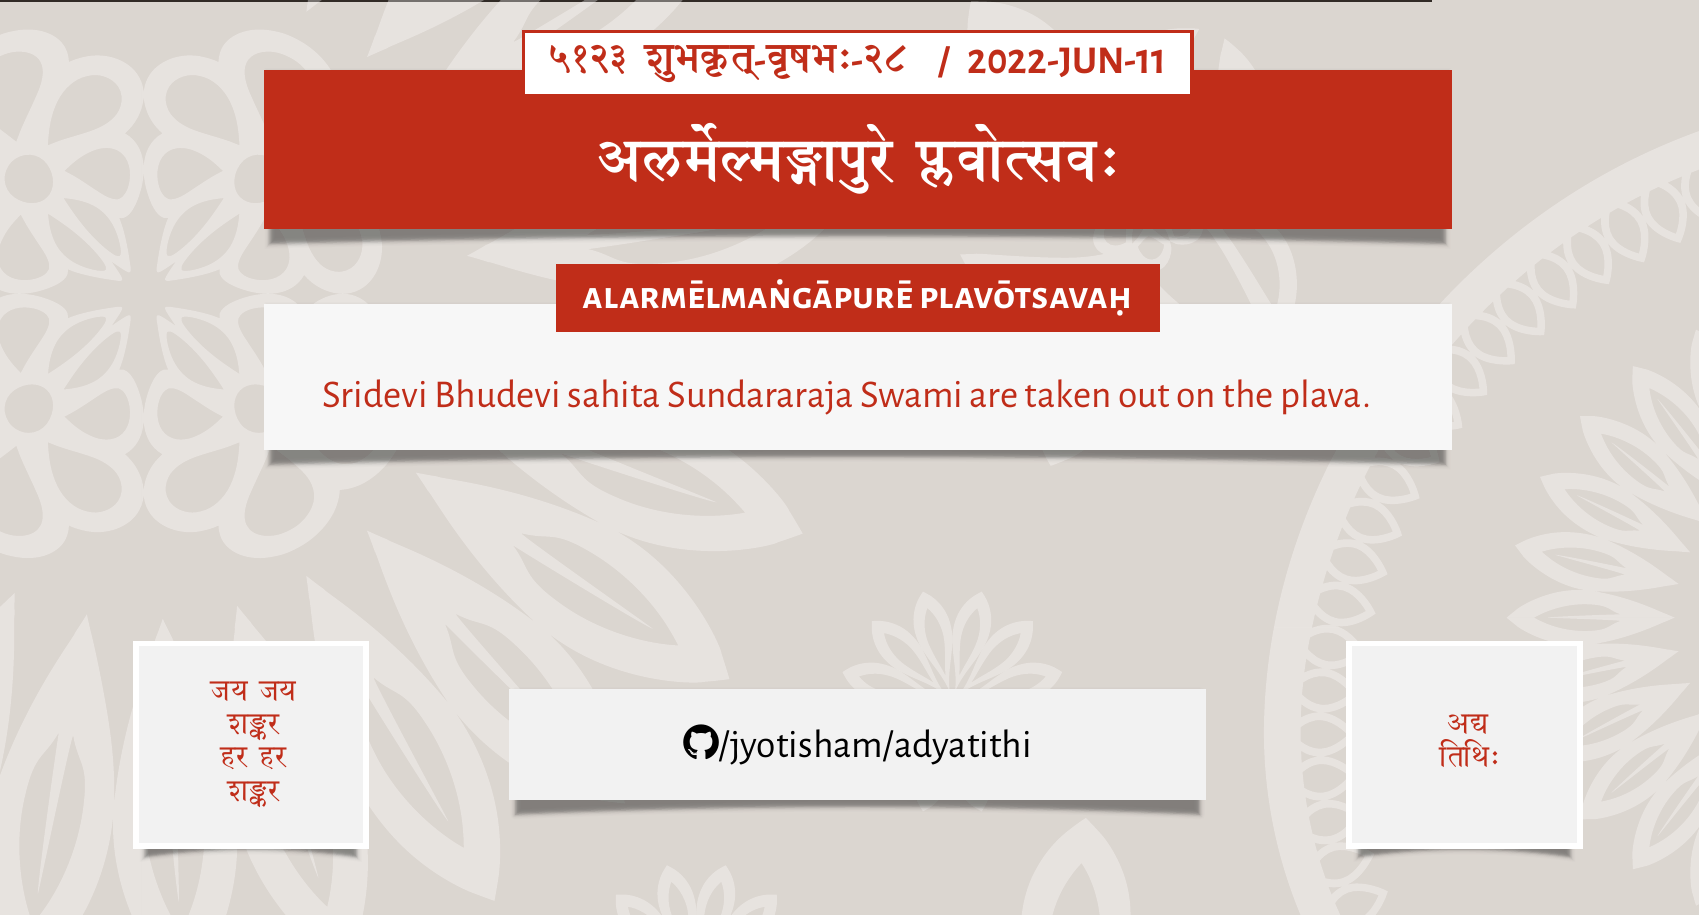 ५१२३ शुभकृत्-वृषभः-२८ / 2022-JUN-11
अलर्मेल्मङ्गापुरे प्लवोत्सवः
ALARMĒLMAṄGĀPURĒ PLAVŌTSAVAḤ
Sridevi Bhudevi sahita Sundararaja Swami are taken out on the plava.
जय जय
शङ्कर
हर हर
शङ्कर
/jyotisham/adyatithi
अद्य
तिथिः